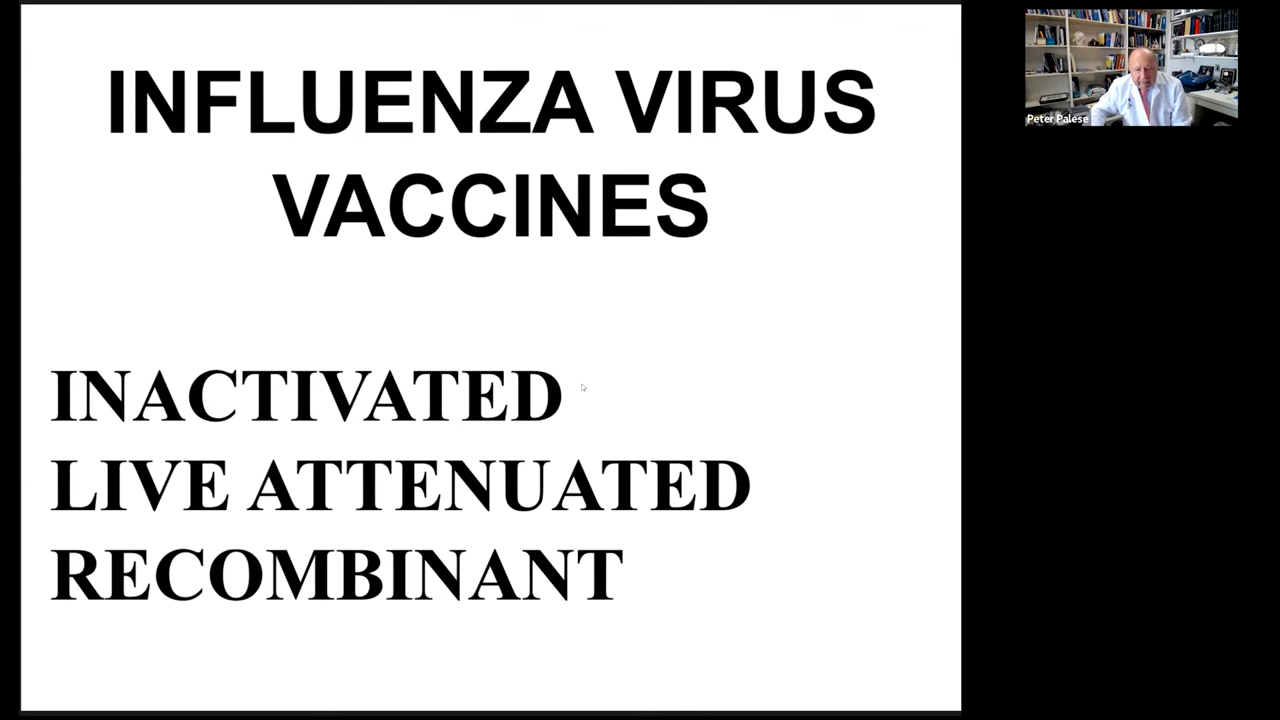 INFLUENZA VIRUS
VACCINES
INACTIVATED
LIVE ATTENUATED
RECOMBINANT
Peter Palese